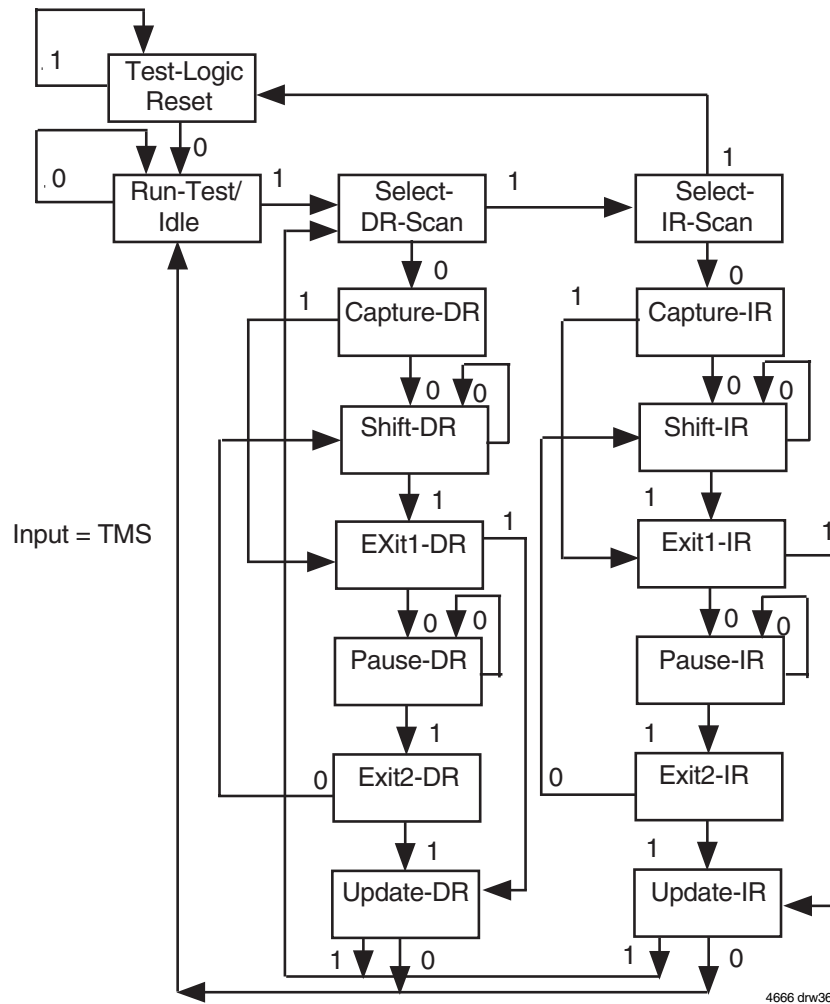 1
Test-Logic
Reset
0
1
0
Run-Test/
Idle
1
Select-
DR-Scan
1
Select-
IR-Scan
0
0
1
Capture-DR
1
Capture-IR
0
0
0
0
Shift-DR
Shift-IR
1
1
Input = TMS
EXit1-DR
1
Exit1-IR
1
0
0
0
0
Pause-DR
Pause-IR
1
1
0
Exit2-DR
0
Exit2-IR
1
1
Update-DR
Update-IR
1
0
1
0
4666 drw36